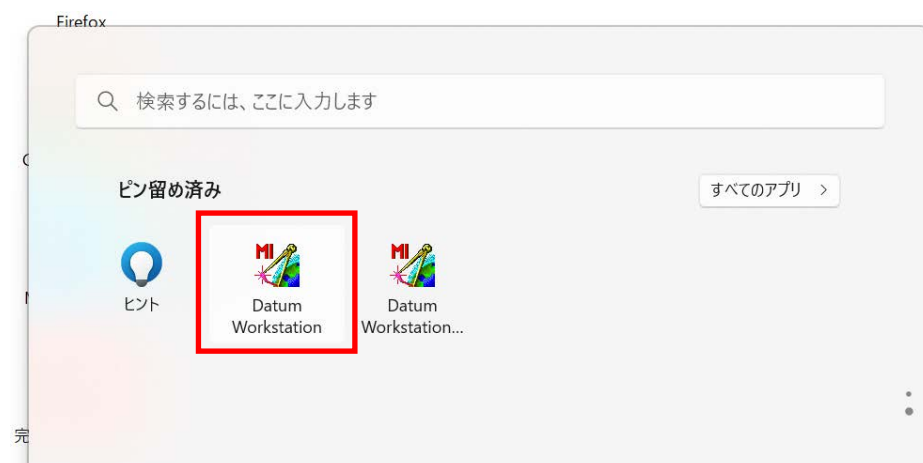 Firefox
検索するには、ここに入力します
ピン留め済み
すべてのアプリ
MI
MI
ヒント
Datum
Workstation
Datum
Workstation...
完